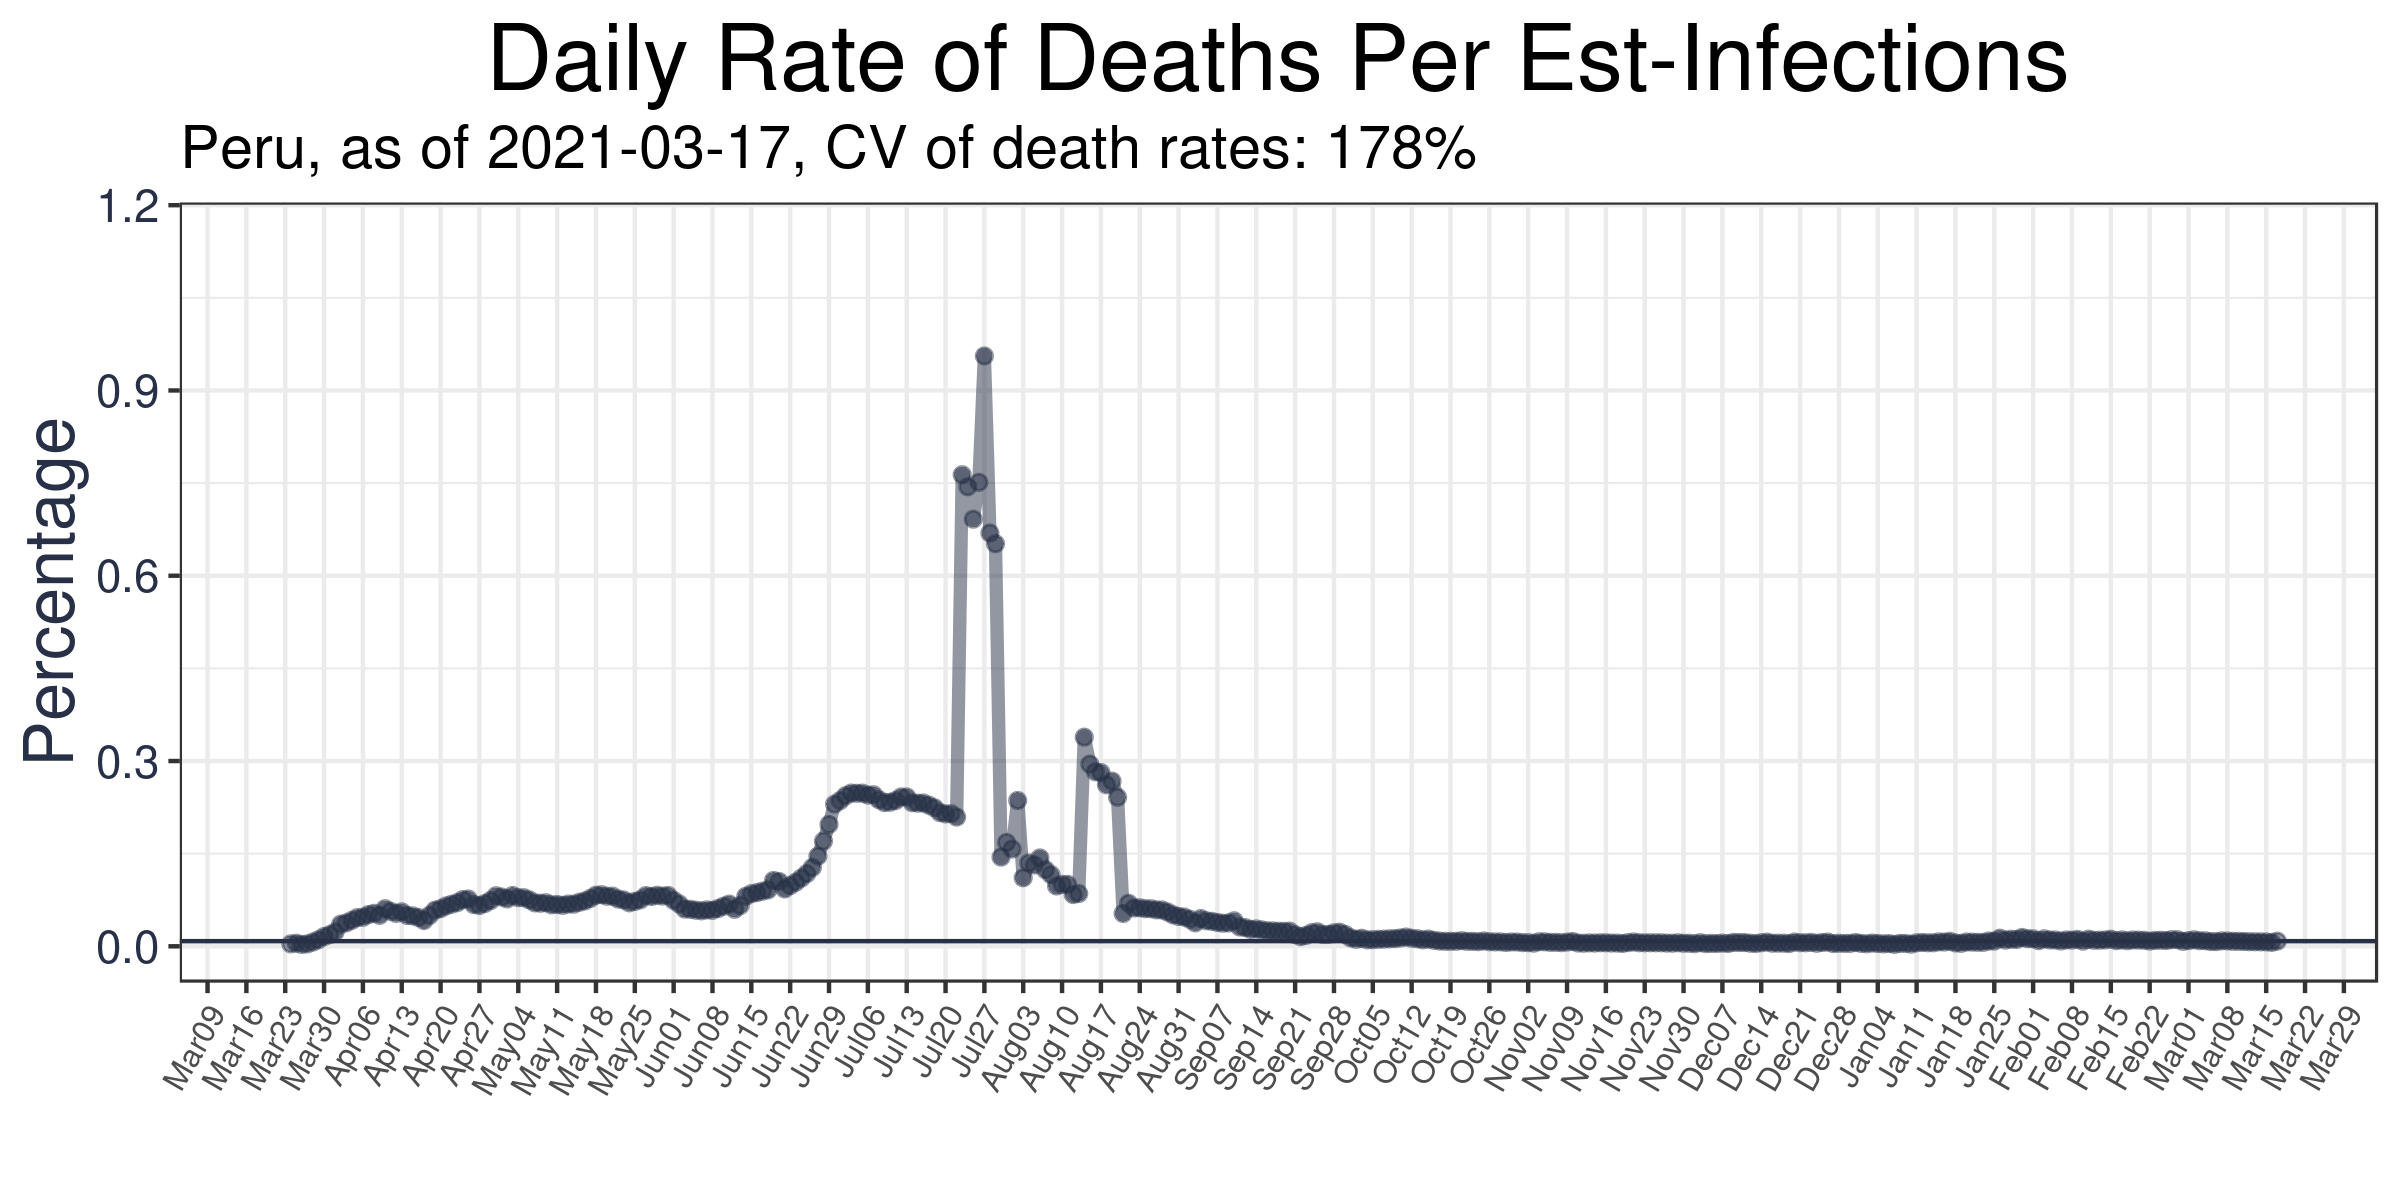 Daily Rate of Deaths Per Est-Infections
Peru, as of 2021-03-17, CV of death rates: 178%
Percentage
1.2
0.9
0.6
0.3
0.0
Mar09
Mar16
Mar23
Mar30
Apr06
Apr13
Apr20
Apr27
May04
May11
May18
May25
Jun01
Jun08
Jun15
Jun22
Jun29
Jul06
Jul13
Jul20
Jul27
Aug03
Aug10
Aug17
Aug24
Aug31
Sep07
Sep14
Sep21
Sep28
Oct05
Oct12
Oct19
Oct26
Nov02
Nov09
Nov16
Nov23
Nov30
Dec07
Dec14
Dec21
Dec28
Jan04
Jan11
Jan18
Jan25
Feb01
Feb08
Feb15
Feb22
Mar01
Mar08
Mar15
Mar22
Mar29